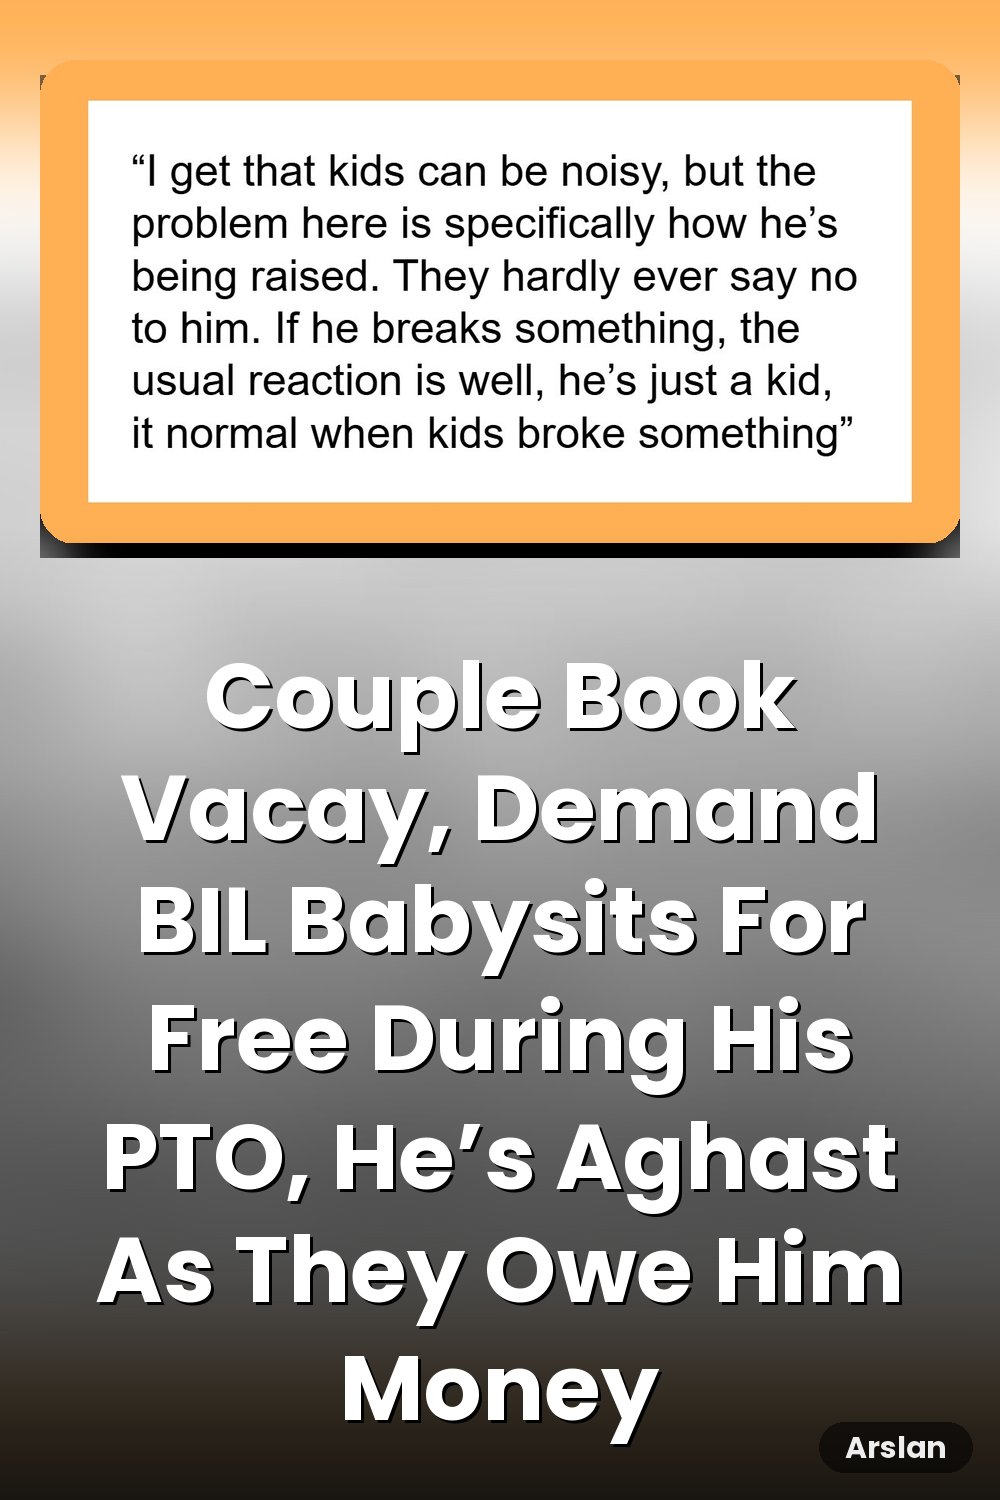 “I get that kids can be noisy, but the
problem here is specifically how he’s
being raised. They hardly ever say no
to him. If he breaks something, the
usual reaction is well, he’s just a kid,
it normal when kids broke something”
Couple Book
Vacay, Demand
BIL Babysits For
Free During His
PTO, He’s Aghast
As They Owe Him
Money
Arslan